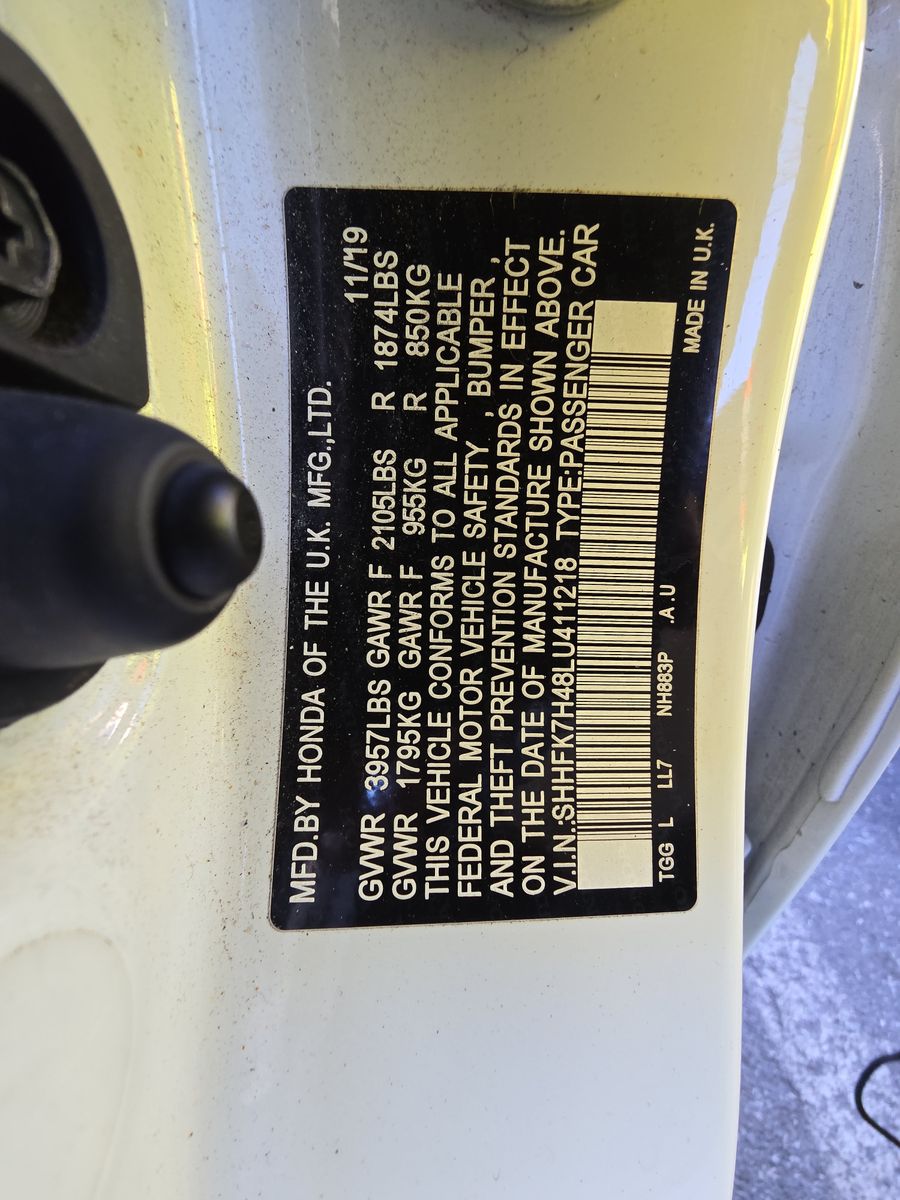 MFD.BY HONDA OF THE U.K. MFG.,LTD. 11/19
GVWR 3957LBS GAWR F 2105LBS R 1874LBS
GVWR 1795KG GAWR F 955KG R 850KG
THIS VEHICLE CONFORMS TO ALL APPLICABLE
FEDERAL MOTOR VEHICLE SAFETY , BUMPER ,
AND THEFT PREVENTION STANDARDS IN EFFECT
ON THE DATE OF MANUFACTURE SHOWN ABOVE.
V.I.N.:SHHFK7H48LU411218 TYPE:PASSENGER CAR
TGG L LL7 NH883P .A.U MADE IN U.K.